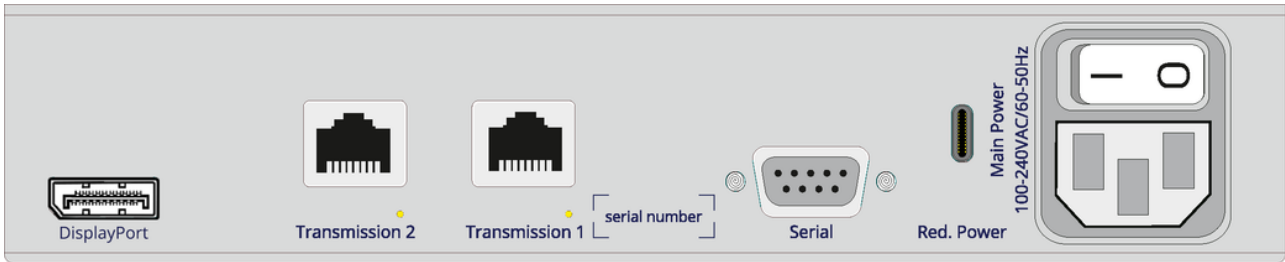 DisplayPort
Transmission 2
Transmission 1
serial number
Serial
Red. Power
Main Power
100-240VAC/60-50Hz